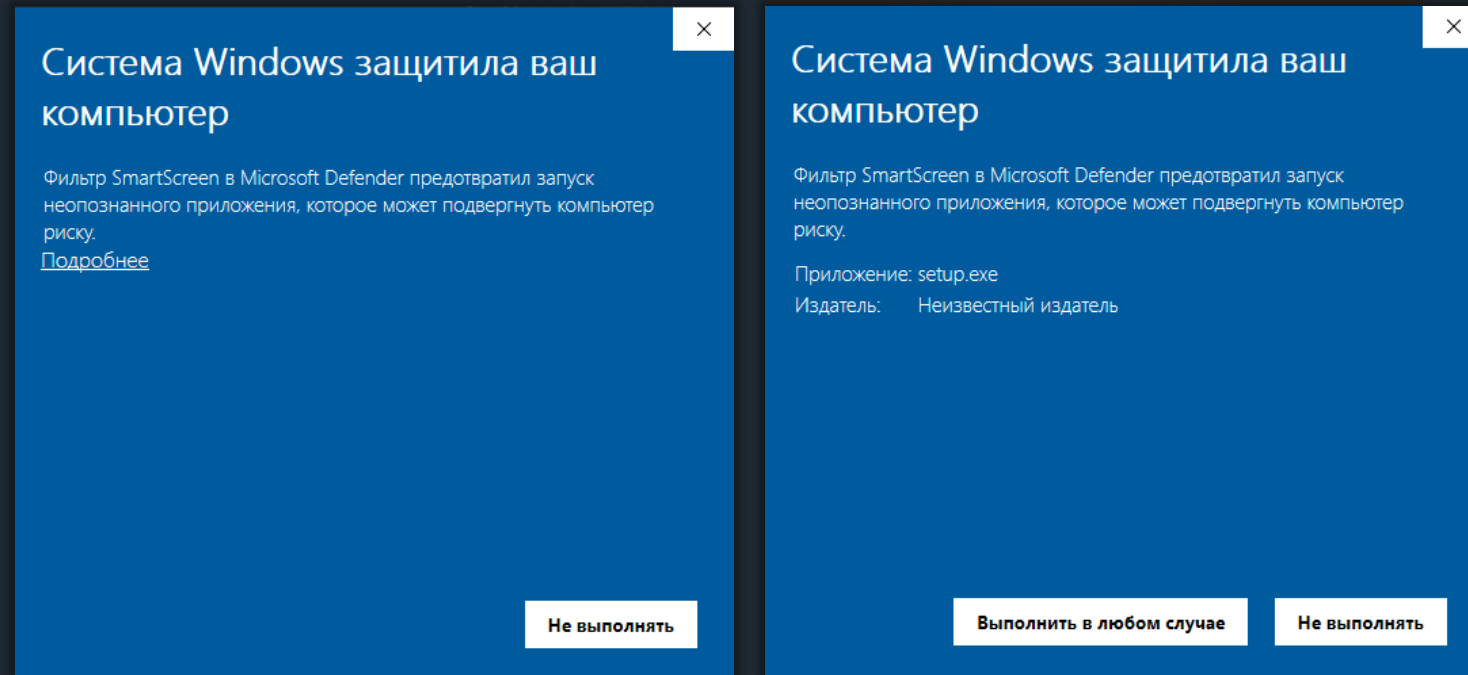 Система Windows защитила ваш
компьютер
Фильтр SmartScreen в Microsoft Defender предотвратил запуск
неопознанного приложения, которое может подвергнуть компьютер
риску.
Подробнее
Не выполнять
Система Windows защитила ваш
компьютер
Фильтр SmartScreen в Microsoft Defender предотвратил запуск
неопознанного приложения, которое может подвергнуть компьютер
риску.
Приложение: setup.exe
Издатель: Неизвестный издатель
Выполнить в любом случае Не выполнять